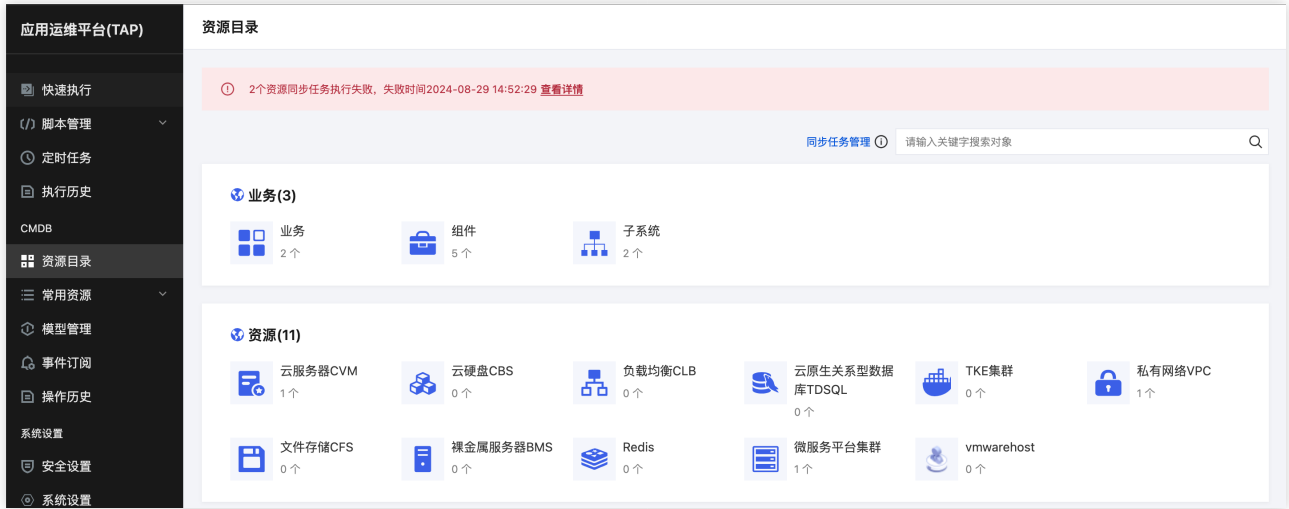 应用运维平台(TAP)
快速执行
脚本管理
定时任务
执行历史
CMDB
资源目录
常用资源
模型管理
事件订阅
操作历史
系统设置
安全设置
系统设置
资源目录
2个资源同步任务执行失败，失败时间2024-08-29 14:52:29 查看详情
同步任务管理 请输入关键字搜索对象
业务(3)
业务
2 个
组件
5 个
子系统
2 个
资源(11)
云服务器CVM
1 个
云硬盘CBS
0 个
负载均衡CLB
0 个
云原生关系型数据
库TDSQL
0 个
TKE集群
0 个
私有网络VPC
1 个
文件存储CFS
0 个
裸金属服务器BMS
0 个
Redis
0 个
微服务平台集群
1 个
vmwarehost
0 个